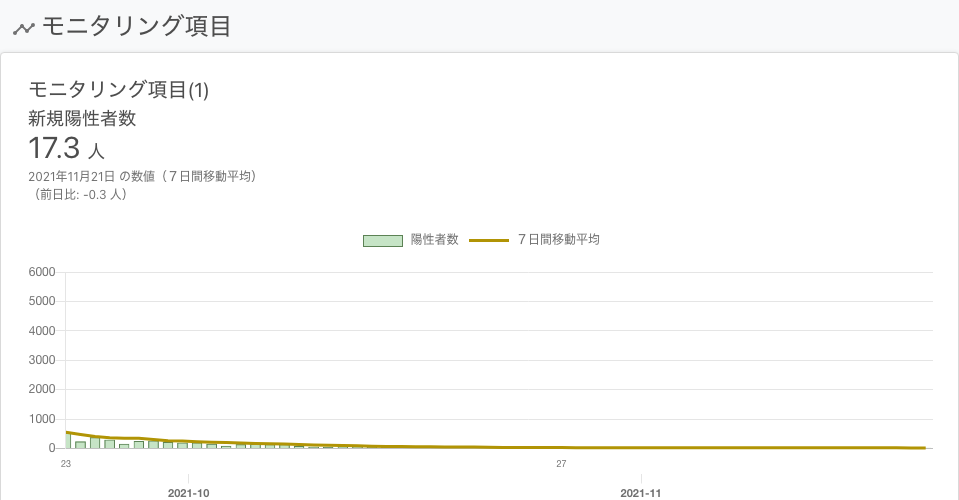 モニタリング項目
モニタリング項目(1)
新規陽性者数
17.3 人
2021年11月21日 の数値（７日間移動平均）
（前日比: -0.3 人）
陽性者数 ７日間移動平均
6000
5000
4000
3000
2000
1000
0
23 27
2021-10 2021-11